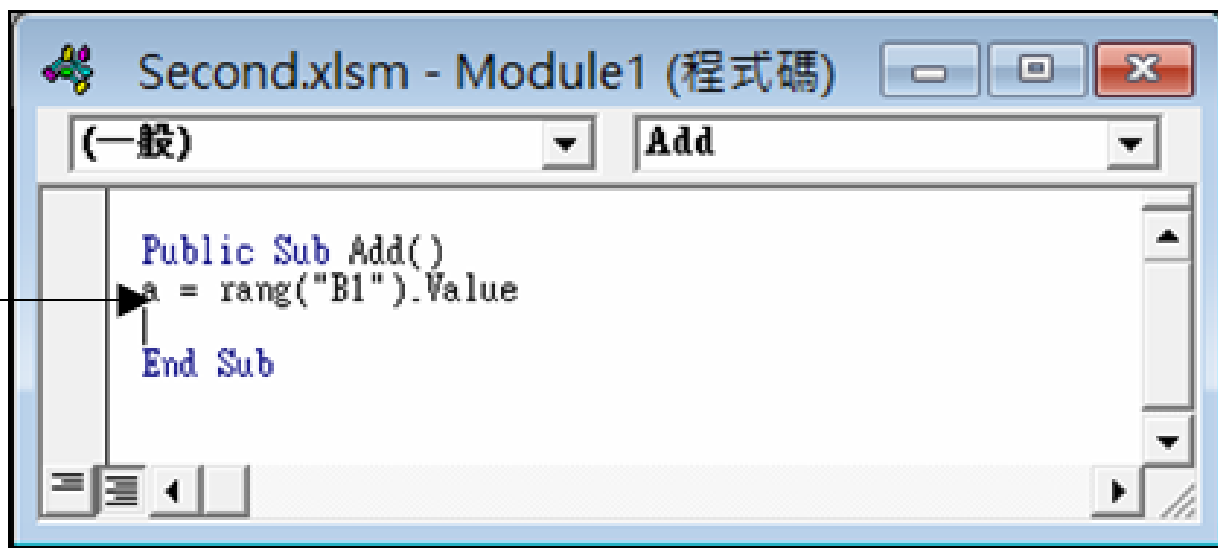 Second.xlsm - Module1 (程式碼)
(一般)
Add
Public Sub Add()
a = rang("B1").Value
End Sub